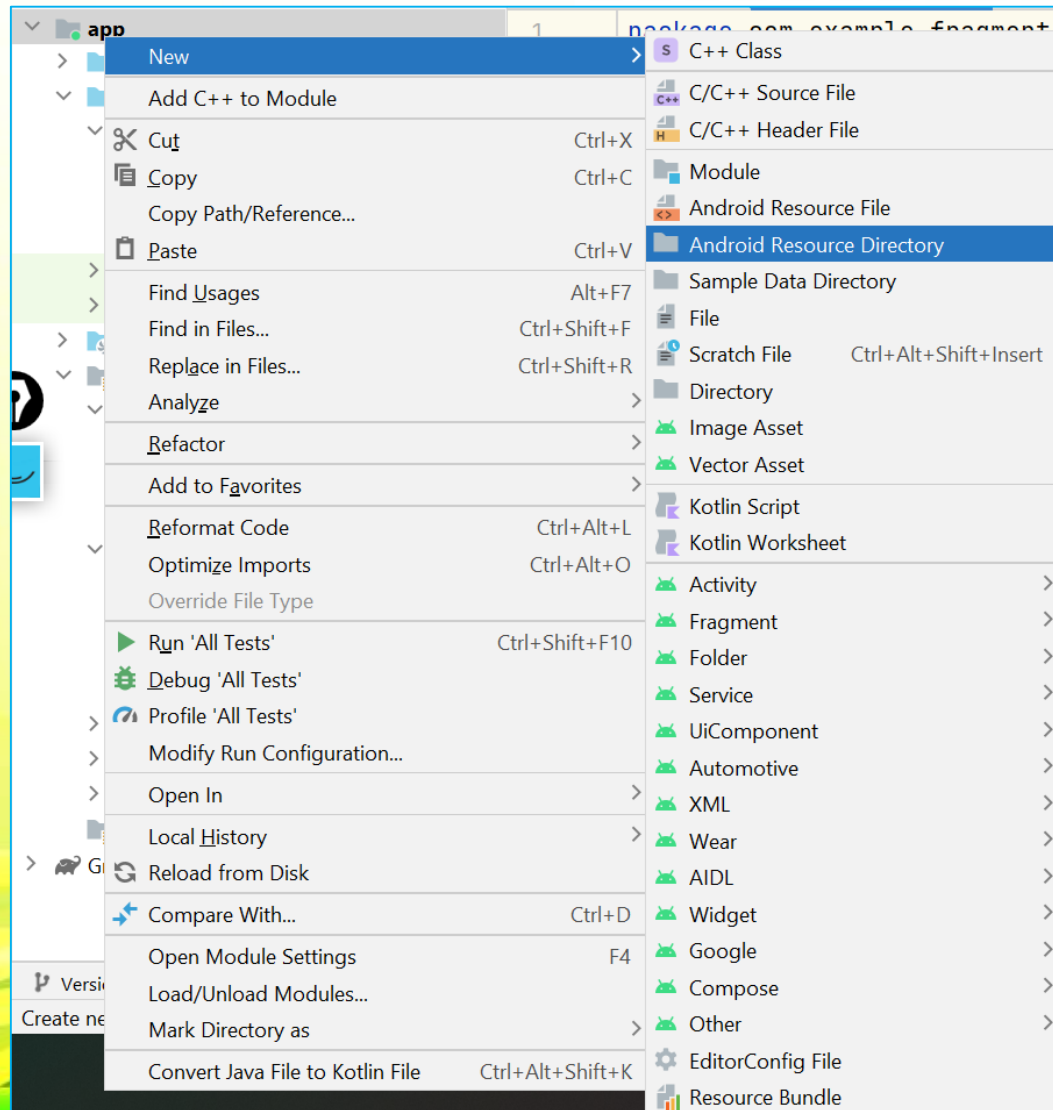 app
1 package com.example.fragment
New
Add C++ to Module
Cut Ctrl+X
Copy Ctrl+C
Copy Path/Reference...
Paste Ctrl+V
Find Usages Alt+F7
Find in Files... Ctrl+Shift+F
Replace in Files... Ctrl+Shift+R
Analyze
Refactor
Add to Favorites
Reformat Code Ctrl+Alt+L
Optimize Imports Ctrl+Alt+O
Override File Type
Run 'All Tests' Ctrl+Shift+F10
Debug 'All Tests'
Profile 'All Tests'
Modify Run Configuration...
Open In
Local History
Reload from Disk
Compare With... Ctrl+D
Open Module Settings F4
Load/Unload Modules...
Mark Directory as
Convert Java File to Kotlin File Ctrl+Alt+Shift+K
S C++ Class
C++ C/C++ Source File
H C/C++ Header File
Module
Android Resource File
Android Resource Directory
Sample Data Directory
File
Scratch File Ctrl+Alt+Shift+Insert
Directory
Image Asset
Vector Asset
Kotlin Script
Kotlin Worksheet
Activity
Fragment
Folder
Service
UiComponent
Automotive
XML
Wear
AIDL
Widget
Google
Compose
Other
EditorConfig File
Resource Bundle
Create ne